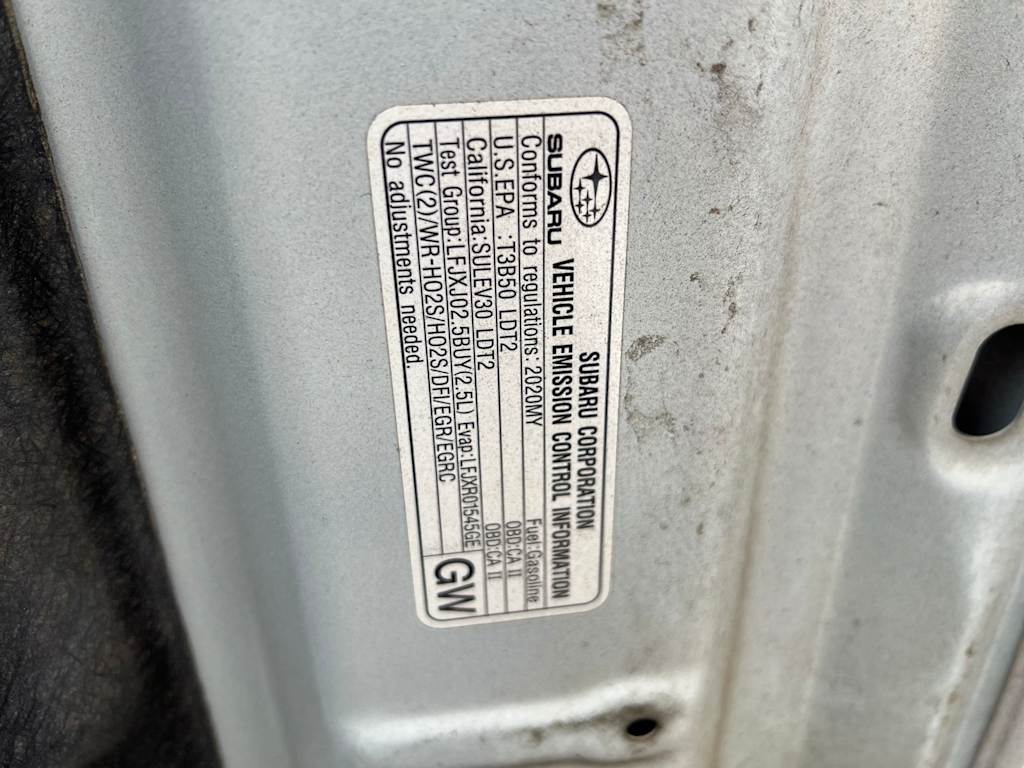 SUBARU CORPORATION
SUBARU VEHICLE EMISSION CONTROL INFORMATION
Conforms to regulations: 2020MY Fuel:Gasoline
U.S.EPA :T3B50 LDT2 OBD:CA II
California:SULEV30 LDT2 OBD:CA II
Test Group:LFJXJ02.5BUY(2.5L) Evap:LFJXR01545GE
TWC(2)/WR-HO2S/HO2S/DFI/EGR/EGRC
No adjustments needed.
GW